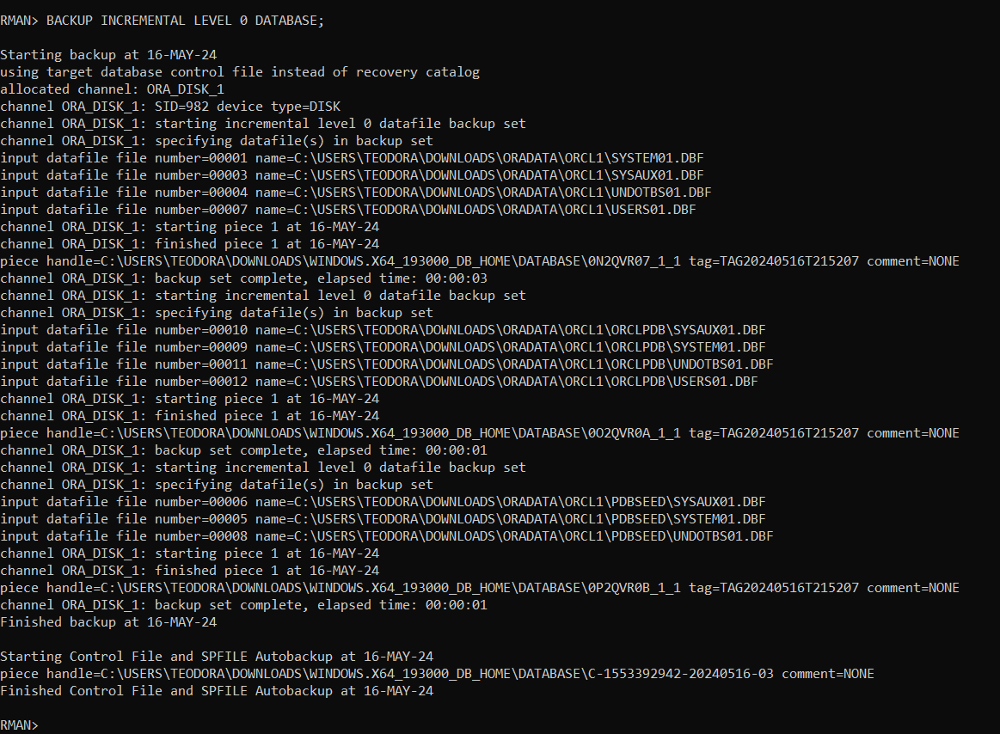 RMAN> BACKUP INCREMENTAL LEVEL 0 DATABASE;
Starting backup at 16-MAY-24
using target database control file instead of recovery catalog
allocated channel: ORA_DISK_1
channel ORA_DISK_1: SID=982 device type=DISK
channel ORA_DISK_1: starting incremental level 0 datafile backup set
channel ORA_DISK_1: specifying datafile(s) in backup set
input datafile file number=00001 name=C:\USERS\TEODORA\DOWNLOADS\ORADATA\ORCL1\SYSTEM01.DBF
input datafile file number=00003 name=C:\USERS\TEODORA\DOWNLOADS\ORADATA\ORCL1\SYSAUX01.DBF
input datafile file number=00004 name=C:\USERS\TEODORA\DOWNLOADS\ORADATA\ORCL1\UNDOTBS01.DBF
input datafile file number=00007 name=C:\USERS\TEODORA\DOWNLOADS\ORADATA\ORCL1\USERS01.DBF
channel ORA_DISK_1: starting piece 1 at 16-MAY-24
channel ORA_DISK_1: finished piece 1 at 16-MAY-24
piece handle=C:\USERS\TEODORA\DOWNLOADS\WINDOWS.X64_193000_DB_HOME\DATABASE\0N2QVR07_1_1 tag=TAG20240516T215207 comment=NONE
channel ORA_DISK_1: backup set complete, elapsed time: 00:00:03
channel ORA_DISK_1: starting incremental level 0 datafile backup set
channel ORA_DISK_1: specifying datafile(s) in backup set
input datafile file number=00010 name=C:\USERS\TEODORA\DOWNLOADS\ORADATA\ORCL1\ORCLPDB\SYSAUX01.DBF
input datafile file number=00009 name=C:\USERS\TEODORA\DOWNLOADS\ORADATA\ORCL1\ORCLPDB\SYSTEM01.DBF
input datafile file number=00011 name=C:\USERS\TEODORA\DOWNLOADS\ORADATA\ORCL1\ORCLPDB\UNDOTBS01.DBF
input datafile file number=00012 name=C:\USERS\TEODORA\DOWNLOADS\ORADATA\ORCL1\ORCLPDB\USERS01.DBF
channel ORA_DISK_1: starting piece 1 at 16-MAY-24
channel ORA_DISK_1: finished piece 1 at 16-MAY-24
piece handle=C:\USERS\TEODORA\DOWNLOADS\WINDOWS.X64_193000_DB_HOME\DATABASE\0O2QVR0A_1_1 tag=TAG20240516T215207 comment=NONE
channel ORA_DISK_1: backup set complete, elapsed time: 00:00:01
channel ORA_DISK_1: starting incremental level 0 datafile backup set
channel ORA_DISK_1: specifying datafile(s) in backup set
input datafile file number=00006 name=C:\USERS\TEODORA\DOWNLOADS\ORADATA\ORCL1\PDBSEED\SYSAUX01.DBF
input datafile file number=00005 name=C:\USERS\TEODORA\DOWNLOADS\ORADATA\ORCL1\PDBSEED\SYSTEM01.DBF
input datafile file number=00008 name=C:\USERS\TEODORA\DOWNLOADS\ORADATA\ORCL1\PDBSEED\UNDOTBS01.DBF
channel ORA_DISK_1: starting piece 1 at 16-MAY-24
channel ORA_DISK_1: finished piece 1 at 16-MAY-24
piece handle=C:\USERS\TEODORA\DOWNLOADS\WINDOWS.X64_193000_DB_HOME\DATABASE\0P2QVR0B_1_1 tag=TAG20240516T215207 comment=NONE
channel ORA_DISK_1: backup set complete, elapsed time: 00:00:01
Finished backup at 16-MAY-24
Starting Control File and SPFILE Autobackup at 16-MAY-24
piece handle=C:\USERS\TEODORA\DOWNLOADS\WINDOWS.X64_193000_DB_HOME\DATABASE\C-1553392942-20240516-03 comment=NONE
Finished Control File and SPFILE Autobackup at 16-MAY-24
RMAN>